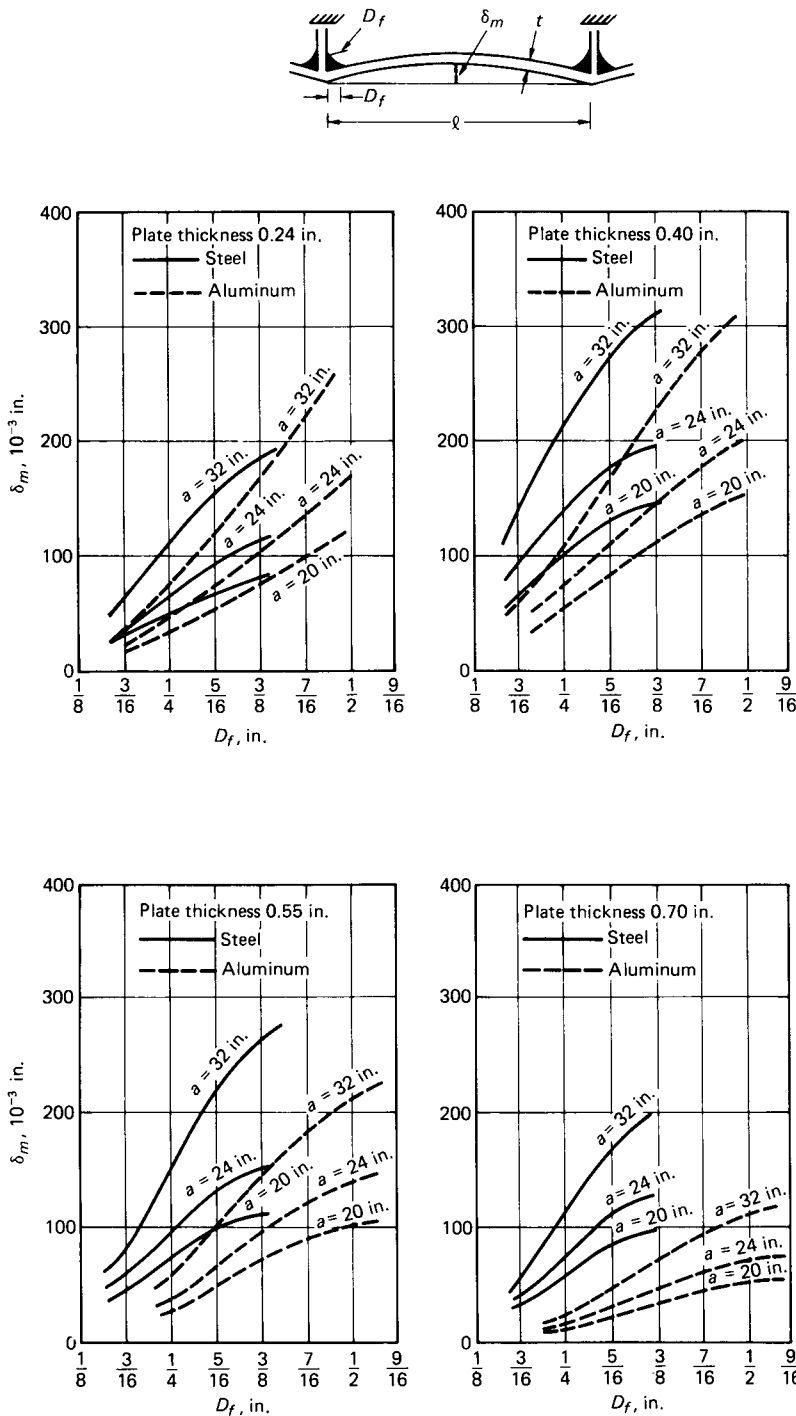 D_f
δ_m
t
D_f
ℓ
Plate thickness 0.24 in.
Steel
Aluminum
a = 32 in.
a = 32 in.
a = 24 in.
a = 24 in.
a = 20 in.
400
300
200
100
0
δ_m, 10⁻³ in.
1/8 3/16 1/4 5/16 3/8 7/16 1/2 9/16
D_f, in.
Plate thickness 0.40 in.
Steel
Aluminum
a = 32 in.
a = 32 in.
a = 24 in.
a = 24 in.
a = 20 in.
a = 20 in.
400
300
200
100
0
1/8 3/16 1/4 5/16 3/8 7/16 1/2 9/16
D_f, in.
Plate thickness 0.55 in.
Steel
Aluminum
a = 32 in.
a = 32 in.
a = 24 in.
a = 20 in.
a = 24 in.
a = 20 in.
400
300
200
100
0
δ_m, 10⁻³ in.
1/8 3/16 1/4 5/16 3/8 7/16 1/2 9/16
D_f, in.
Plate thickness 0.70 in.
Steel
Aluminum
a = 32 in.
a = 24 in.
a = 20 in.
a = 32 in.
a = 24 in.
a = 20 in.
400
300
200
100
0
1/8 3/16 1/4 5/16 3/8 7/16 1/2 9/16
D_f, in.